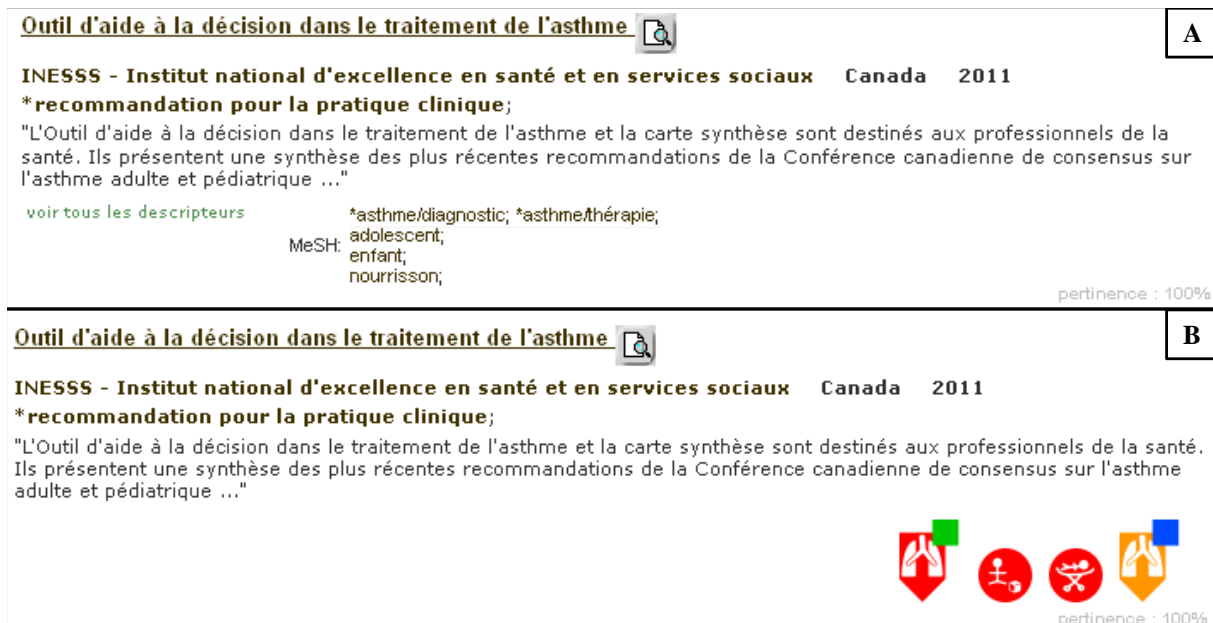 Outil d'aide à la décision dans le traitement de l'asthme
A
INESSS - Institut national d'excellence en santé et en services sociaux Canada 2011
*recommandation pour la pratique clinique;
"L'Outil d'aide à la décision dans le traitement de l'asthme et la carte synthèse sont destinés aux professionnels de la
santé. Ils présentent une synthèse des plus récentes recommandations de la Conférence canadienne de consensus sur
l'asthme adulte et pédiatrique ..."
voir tous les descripteurs
MeSH:
*asthme/diagnostic; *asthme/thérapie;
adolescent;
enfant;
nourrisson;
pertinence : 100%
Outil d'aide à la décision dans le traitement de l'asthme
B
INESSS - Institut national d'excellence en santé et en services sociaux Canada 2011
*recommandation pour la pratique clinique;
"L'Outil d'aide à la décision dans le traitement de l'asthme et la carte synthèse sont destinés aux professionnels de la santé.
Ils présentent une synthèse des plus récentes recommandations de la Conférence canadienne de consensus sur l'asthme
adulte et pédiatrique ..."
pertinence : 100%